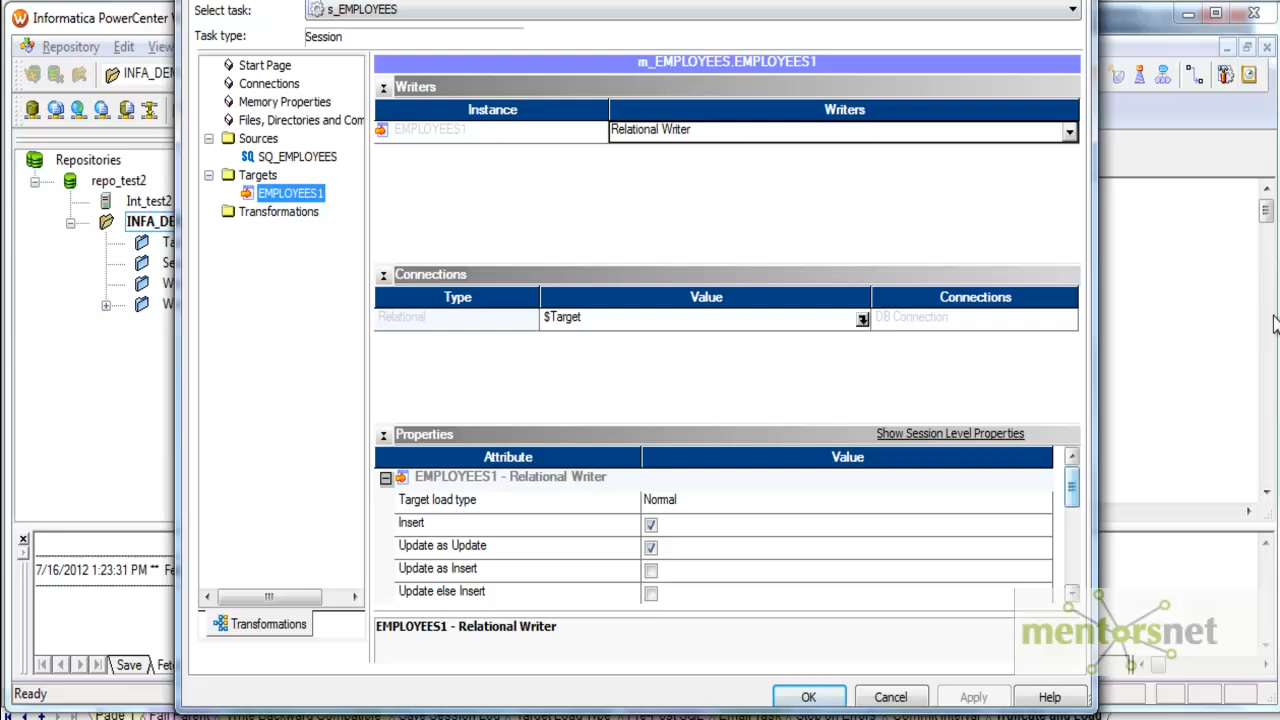 Informatica PowerCenter
Select task:
s_EMPLOYEES
Task type:
Session
Repository
Edit
View
INFA_DEM
Repositories
repo_test2
Int_test2
INFA_DE
Start Page
Connections
Memory Properties
Files, Directories and Com
Sources
SQ_EMPLOYEES
Targets
EMPLOYEES1
Transformations
m_EMPLOYEES.EMPLOYEES1
Writers
Instance
Writers
EMPLOYEES1
Relational Writer
Connections
Type
Value
Connections
Relational
$Target
DB Connection
Properties
Show Session Level Properties
Attribute
Value
EMPLOYEES1 - Relational Writer
Target load type
Normal
Insert
Update as Update
Update as Insert
Update else Insert
Transformations
EMPLOYEES1 - Relational Writer
7/16/2012 1:23:31 PM ** Fe
Save
Fetc
mentorsnet
Ready
OK
Cancel
Apply
Help